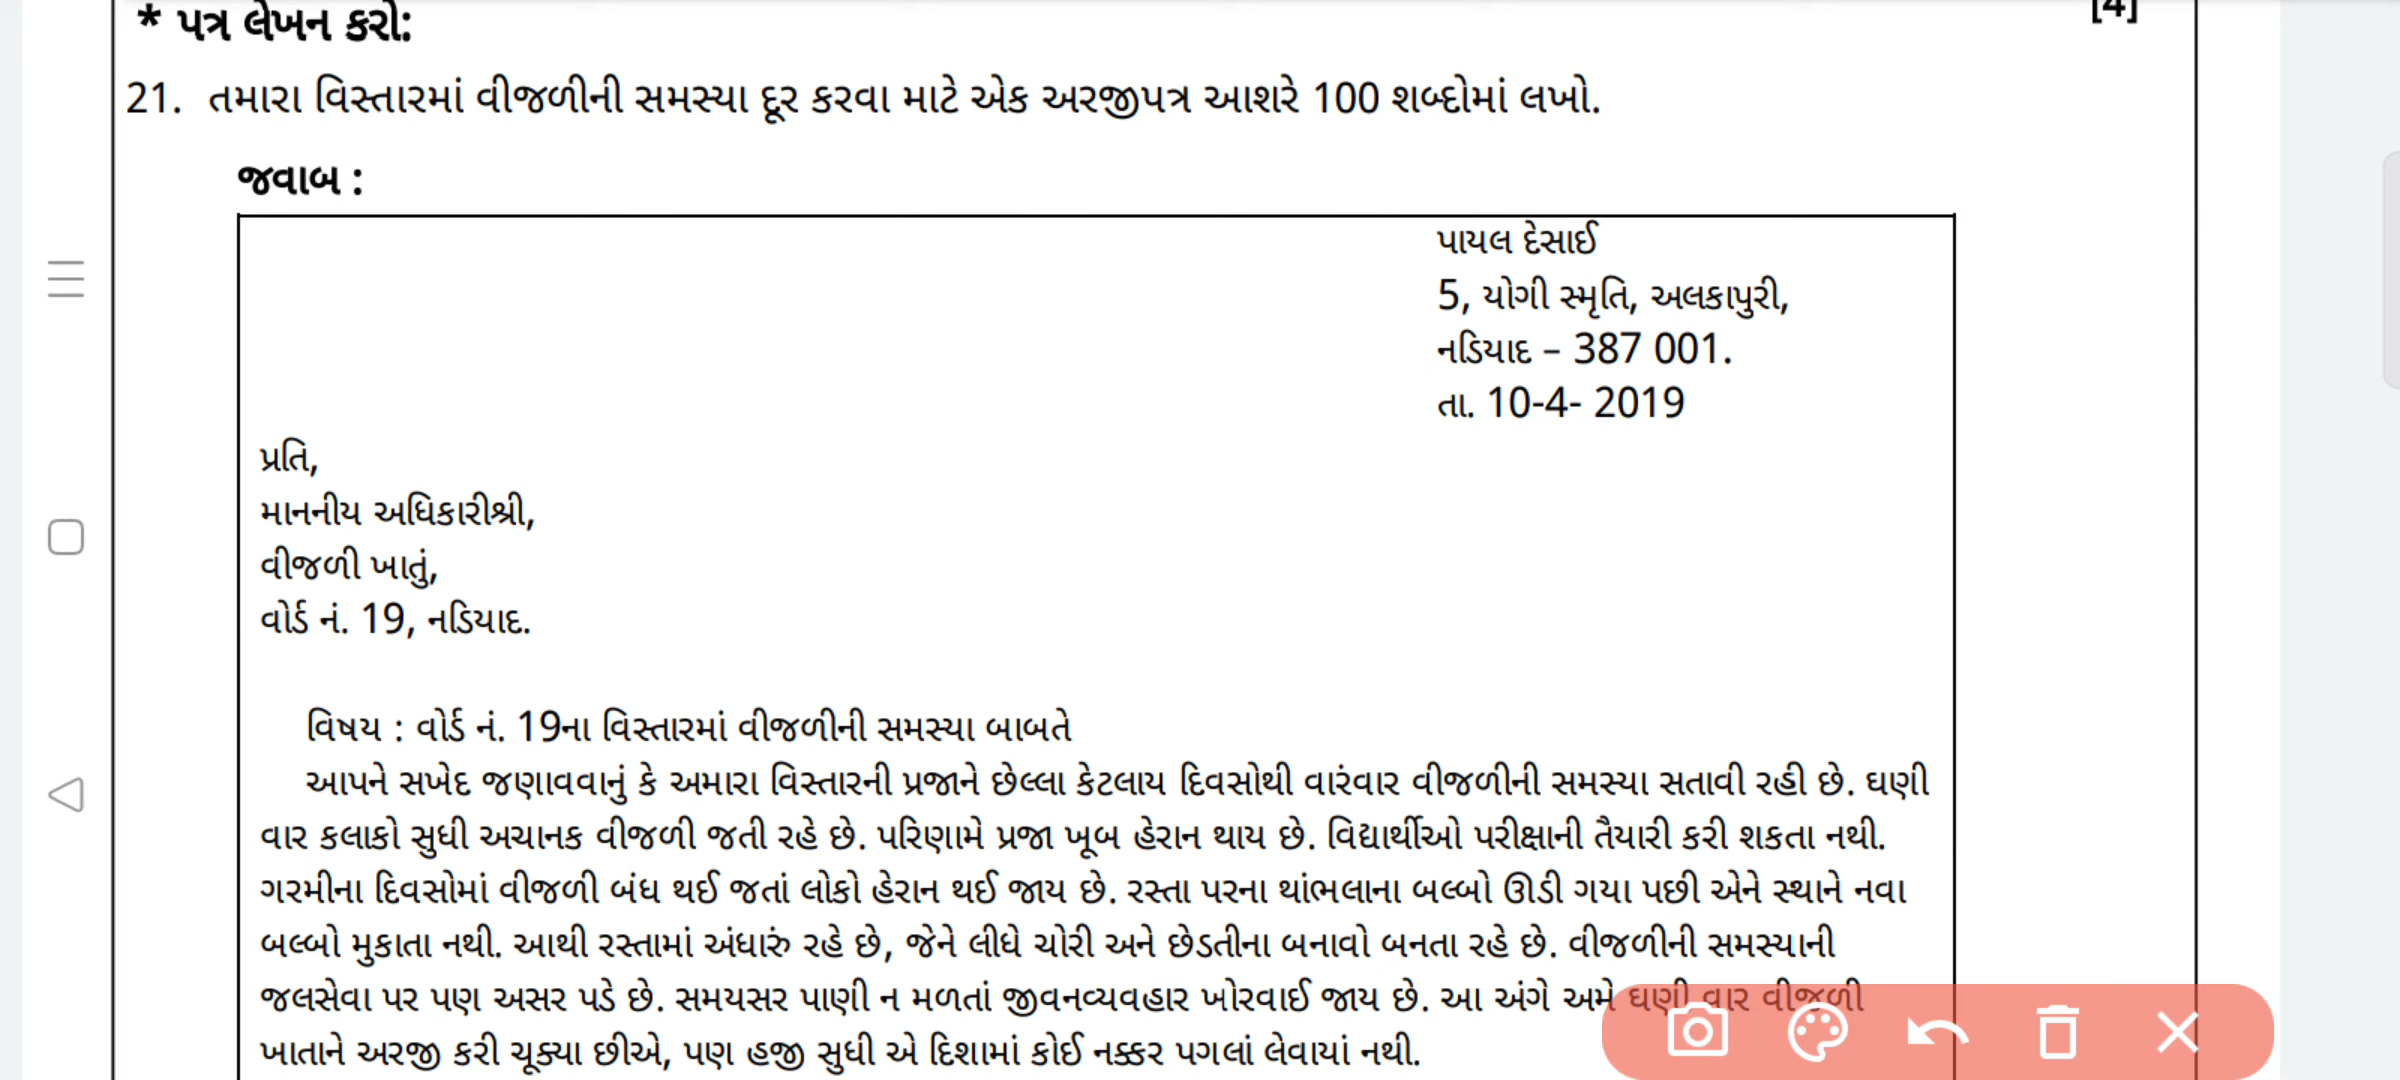 * પત્ર લેખન કરો:
[4]
21. તમારા વિસ્તારમાં વીજળીની સમસ્યા દૂર કરવા માટે એક અરજીપત્ર આશરે 100 શબ્દોમાં લખો.
જવાબ :
પાયલ દેસાઈ
5, યોગી સ્મૃતિ, અલકાપુરી,
નડિયાદ – 387 001.
તા. 10-4- 2019
પ્રતિ,
માનનીય અધિકારીશ્રી,
વીજળી ખાતું,
વોર્ડ નં. 19, નડિયાદ.
વિષય : વોર્ડ નં. 19ના વિસ્તારમાં વીજળીની સમસ્યા બાબતે
આપને સખેદ જણાવવાનું કે અમારા વિસ્તારની પ્રજાને છેલ્લા કેટલાય દિવસોથી વારંવાર વીજળીની સમસ્યા સતાવી રહી છે. ઘણી
વાર કલાકો સુધી અચાનક વીજળી જતી રહે છે. પરિણામે પ્રજા ખૂબ હેરાન થાય છે. વિદ્યાર્થીઓ પરીક્ષાની તૈયારી કરી શકતા નથી.
ગરમીના દિવસોમાં વીજળી બંધ થઈ જતાં લોકો હેરાન થઈ જાય છે. રસ્તા પરના થાંભલાના બલ્બો ઊડી ગયા પછી એને સ્થાને નવા
બલ્બો મુકાતા નથી. આથી રસ્તામાં અંધારું રહે છે, જેને લીધે ચોરી અને છેડતીના બનાવો બનતા રહે છે. વીજળીની સમસ્યાની
જલસેવા પર પણ અસર પડે છે. સમયસર પાણી ન મળતાં જીવનવ્યવહાર ખોરવાઈ જાય છે. આ અંગે અમે ઘણી વાર વીજળી
ખાતાને અરજી કરી ચૂક્યા છીએ, પણ હજી સુધી એ દિશામાં કોઈ નક્કર પગલાં લેવાયાં નથી.